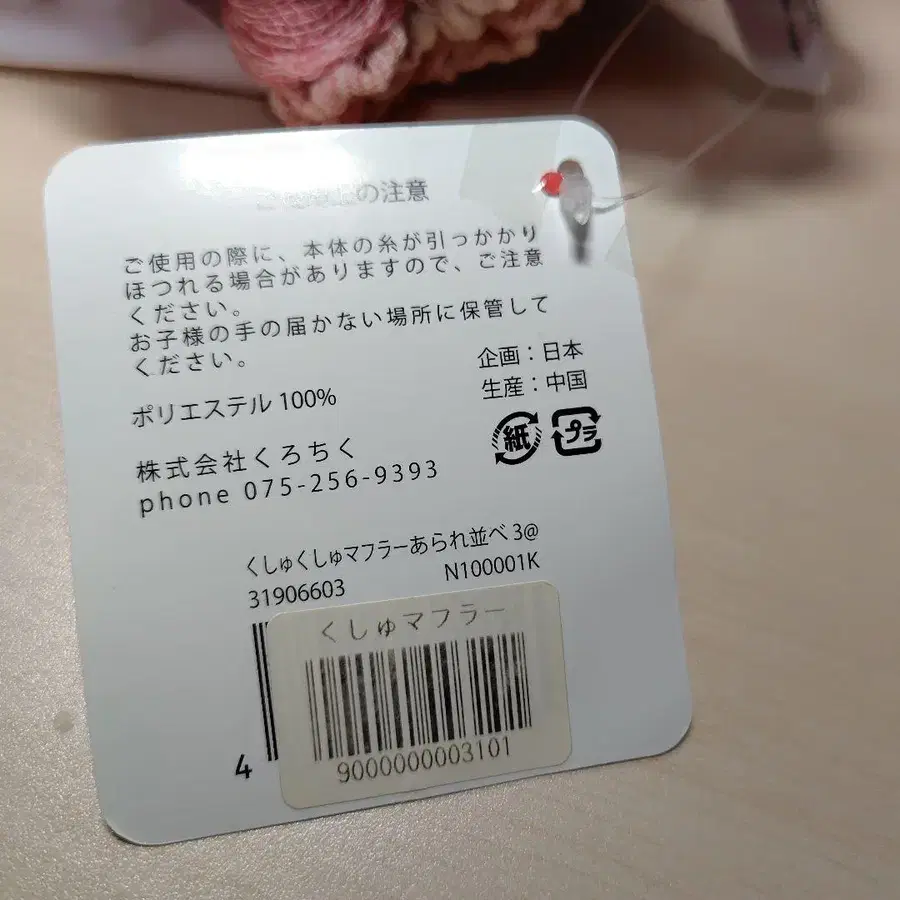 の注意
ご使用の際に、本体の糸が引っかかり
ほつれる場合がありますので、ご注意
ください。
お子様の手の届かない場所に保管して
ください。
企画：日本
生産：中国
ポリエステル 100%
紙 プラ
株式会社くろちく
phone 075-256-9393
くしゅくしゅマフラーあられ並べ 3@
31906603 N100001K
くしゅマフラー
9000000003101
4